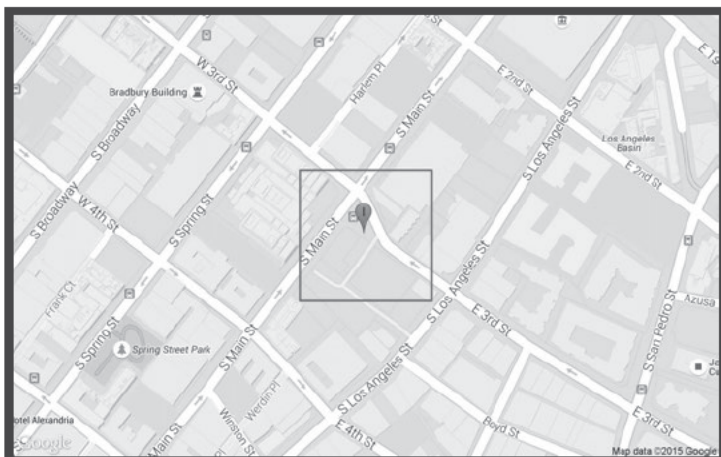 E 1st
E 2nd St
W 3rd St
Harlem Pl
S Main St
Bradbury Building
S Broadway
S Los Angeles St
Los Angeles Basin
E 2nd St
S Broadway
W 4th St
S Spring St
S Main St
S Los Angeles St
Frank Ct
E 3rd St
S San Pedro St
Azusa
S Spring St
Spring Street Park
S Main St
Werdin Pl
S Los Angeles St
Winston St
Boyd St
E 3rd St
otel Alexandria
S Main St
E 4th St
Google
Map data ©2015 Google